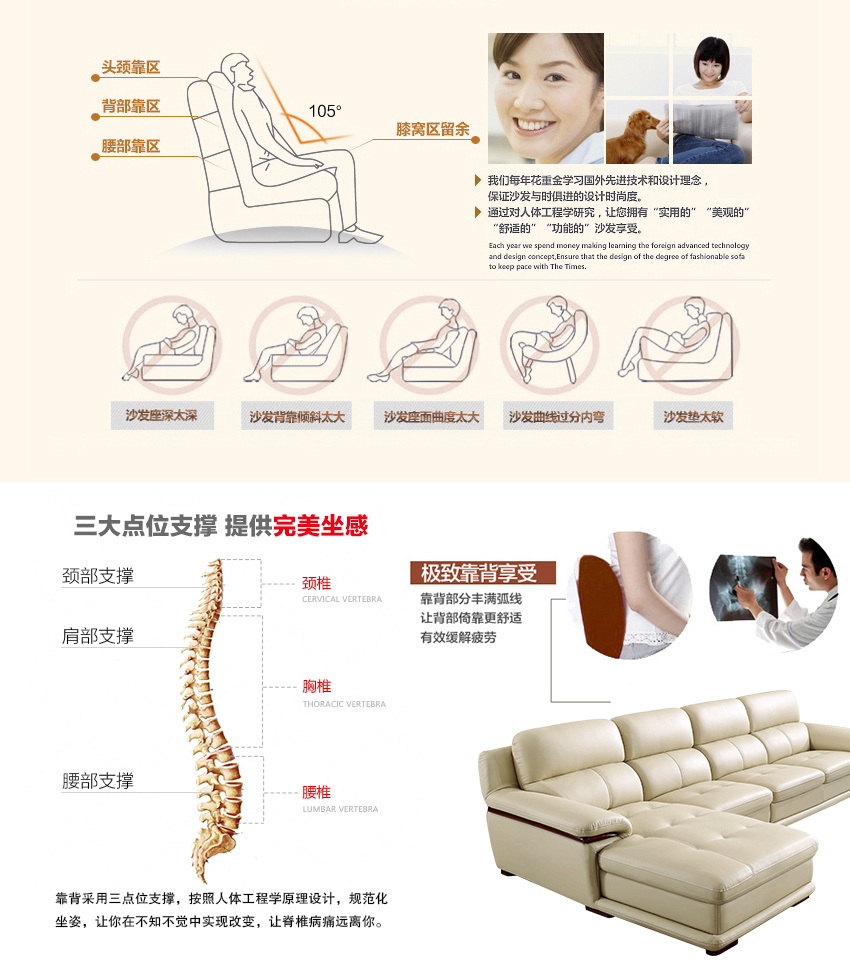 头颈靠区
背部靠区
腰部靠区
105°
膝窝区留余
我们每年花重金学习国外先进技术和设计理念，
保证沙发与时俱进的设计时尚度。
通过对人体工程学研究，让您拥有“实用的”“美观的”
“舒适的”“功能的”沙发享受。
Each year we spend money making learning the foreign advanced technology
and design concept,Ensure that the design of the degree of fashionable sofa
to keep pace with The Times.
沙发座深太深
沙发背靠倾斜太大
沙发座面曲度太大
沙发曲线过分内弯
沙发垫太软
三大点位支撑 提供完美坐感
颈部支撑
肩部支撑
腰部支撑
颈椎
CERVICAL VERTEBRA
胸椎
THORACIC VERTEBRA
腰椎
LUMBAR VERTEBRA
靠背采用三点位支撑，按照人体工程学原理设计，规范化
坐姿，让你在不知不觉中实现改变，让脊椎病痛远离你。
极致靠背享受
靠背部分丰满弧线
让背部倚靠更舒适
有效缓解疲劳